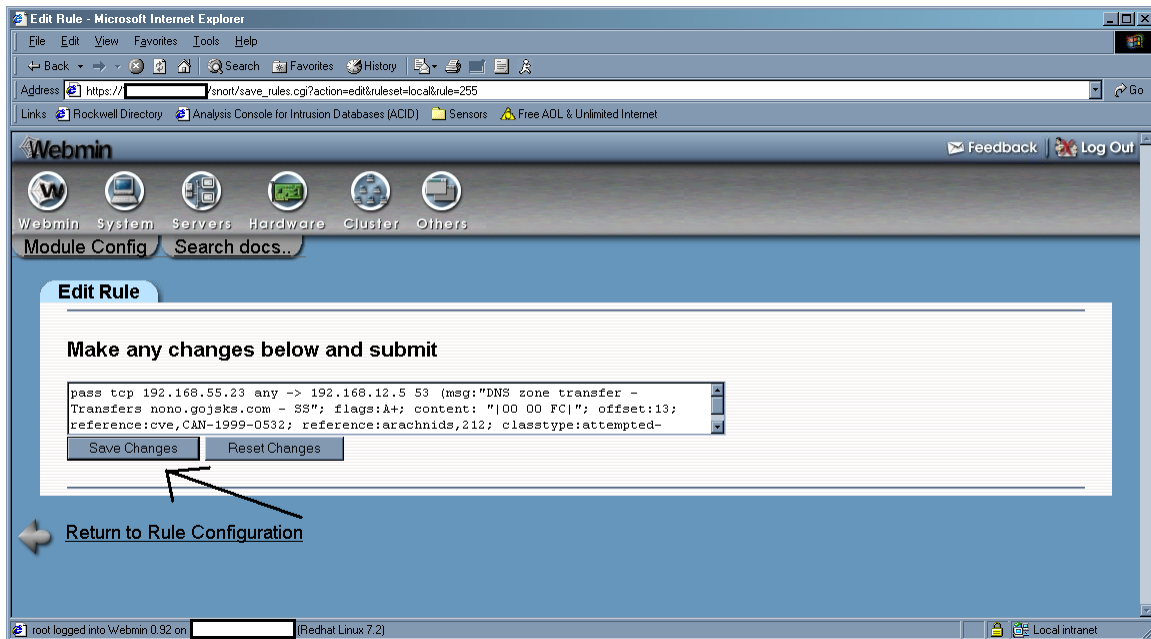 Edit Rule - Microsoft Internet Explorer
File Edit View Favorites Tools Help
Back Search Favorites History
Address https:// /snort/save_rules.cgi?action=edit&ruleset=local&rule=255 Go
Links Rockwell Directory Analysis Console for Intrusion Databases (ACID) Sensors Free AOL & Unlimited Internet
Webmin Feedback Log Out
Webmin System Servers Hardware Cluster Others
Module Config Search docs..
Edit Rule
Make any changes below and submit
pass tcp 192.168.55.23 any -> 192.168.12.5 53 (msg:"DNS zone transfer -
Transfers nono.gojsks.com - SS"; flags:A+; content: "|00 00 FC|"; offset:13;
reference:cve,CAN-1999-0532; reference:arachnids,212; classtype:attempted-
Save Changes Reset Changes
Return to Rule Configuration
root logged into Webmin 0.92 on (Redhat Linux 7.2) Local intranet